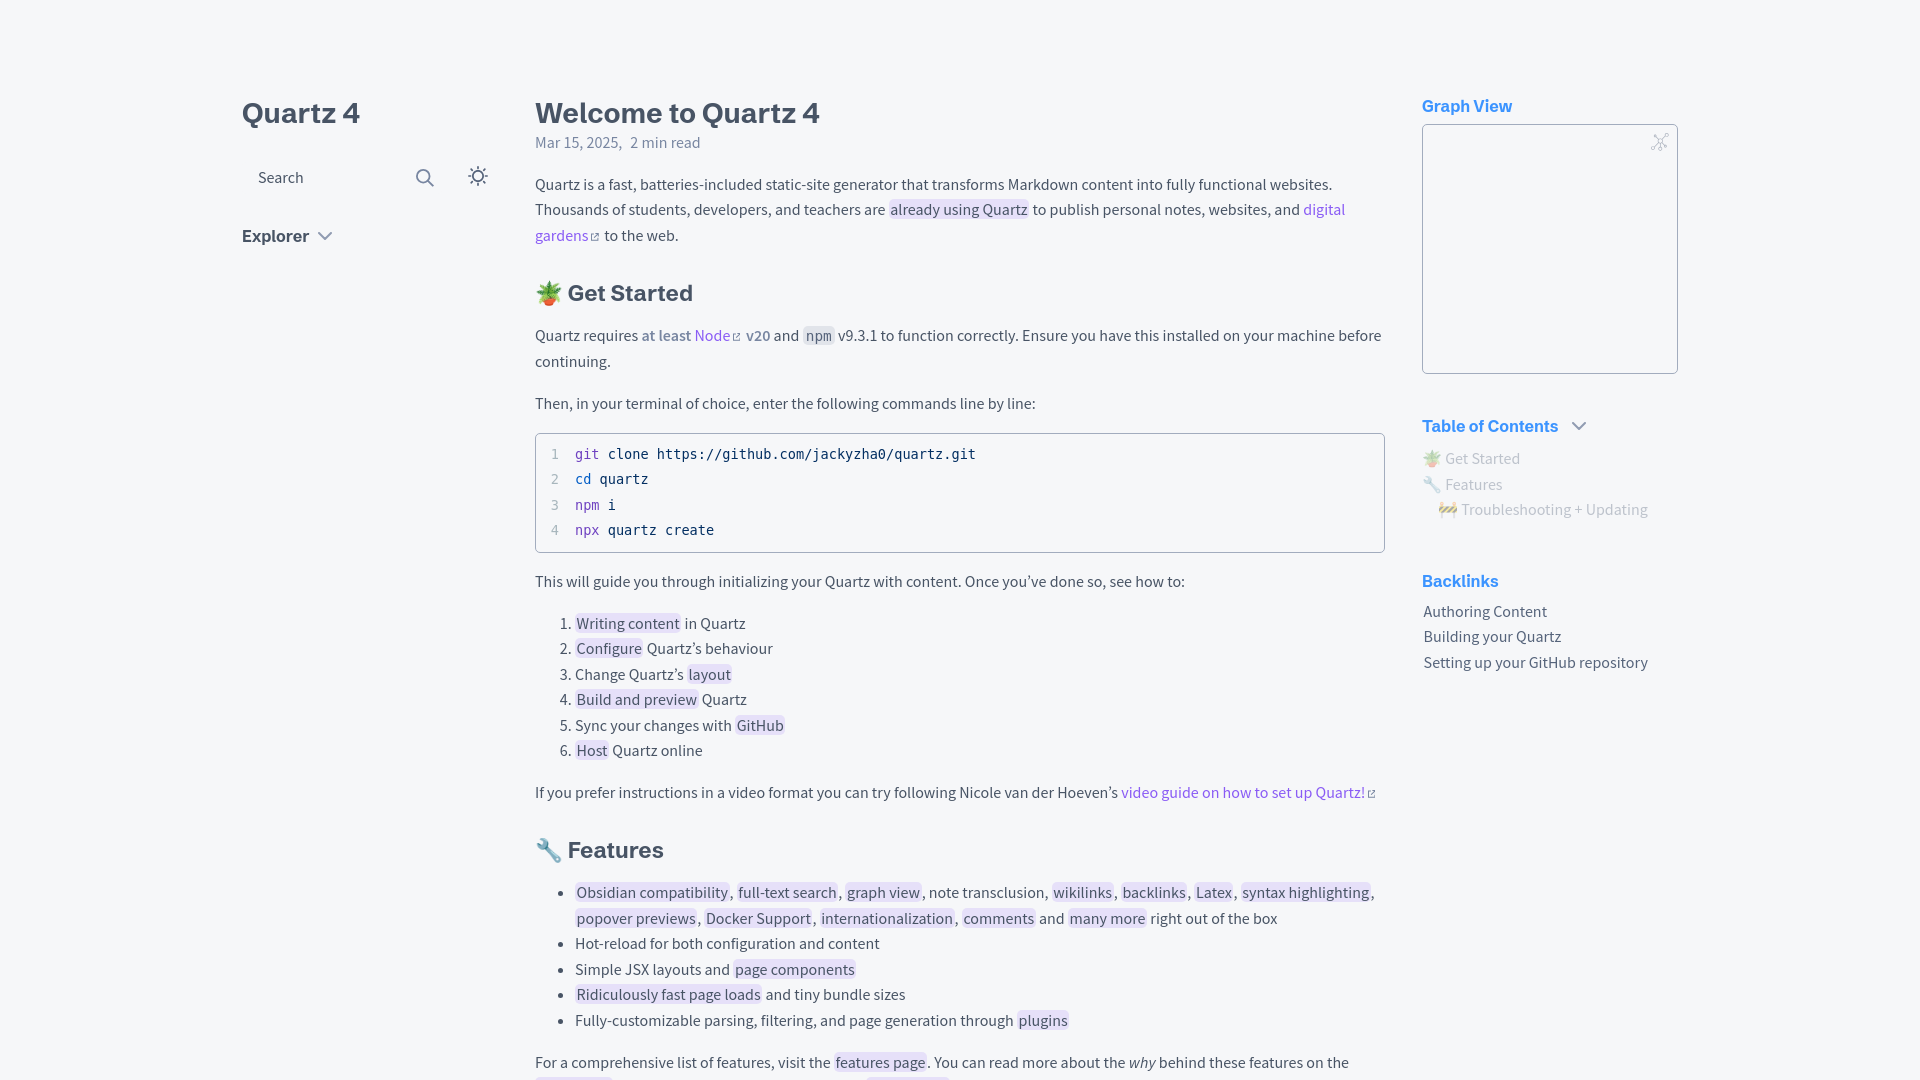 Quartz 4
Search
Explorer
Welcome to Quartz 4
Mar 15, 2025, 2 min read
Quartz is a fast, batteries-included static-site generator that transforms Markdown content into fully functional websites.
Thousands of students, developers, and teachers are already using Quartz to publish personal notes, websites, and digital
gardens to the web.
🪴 Get Started
Quartz requires at least Node v20 and npm v9.3.1 to function correctly. Ensure you have this installed on your machine before
continuing.
Then, in your terminal of choice, enter the following commands line by line:
1 git clone https://github.com/jackyzha0/quartz.git
2 cd quartz
3 npm i
4 npx quartz create
This will guide you through initializing your Quartz with content. Once you’ve done so, see how to:
1. Writing content in Quartz
2. Configure Quartz’s behaviour
3. Change Quartz’s layout
4. Build and preview Quartz
5. Sync your changes with GitHub
6. Host Quartz online
If you prefer instructions in a video format you can try following Nicole van der Hoeven’s video guide on how to set up Quartz!
🔧 Features
• Obsidian compatibility, full-text search, graph view, note transclusion, wikilinks, backlinks, Latex, syntax highlighting,
popover previews, Docker Support, internationalization, comments and many more right out of the box
• Hot-reload for both configuration and content
• Simple JSX layouts and page components
• Ridiculously fast page loads and tiny bundle sizes
• Fully-customizable parsing, filtering, and page generation through plugins
For a comprehensive list of features, visit the features page. You can read more about the why behind these features on the
Graph View
Table of Contents
🪴 Get Started
🔧 Features
🚧 Troubleshooting + Updating
Backlinks
Authoring Content
Building your Quartz
Setting up your GitHub repository